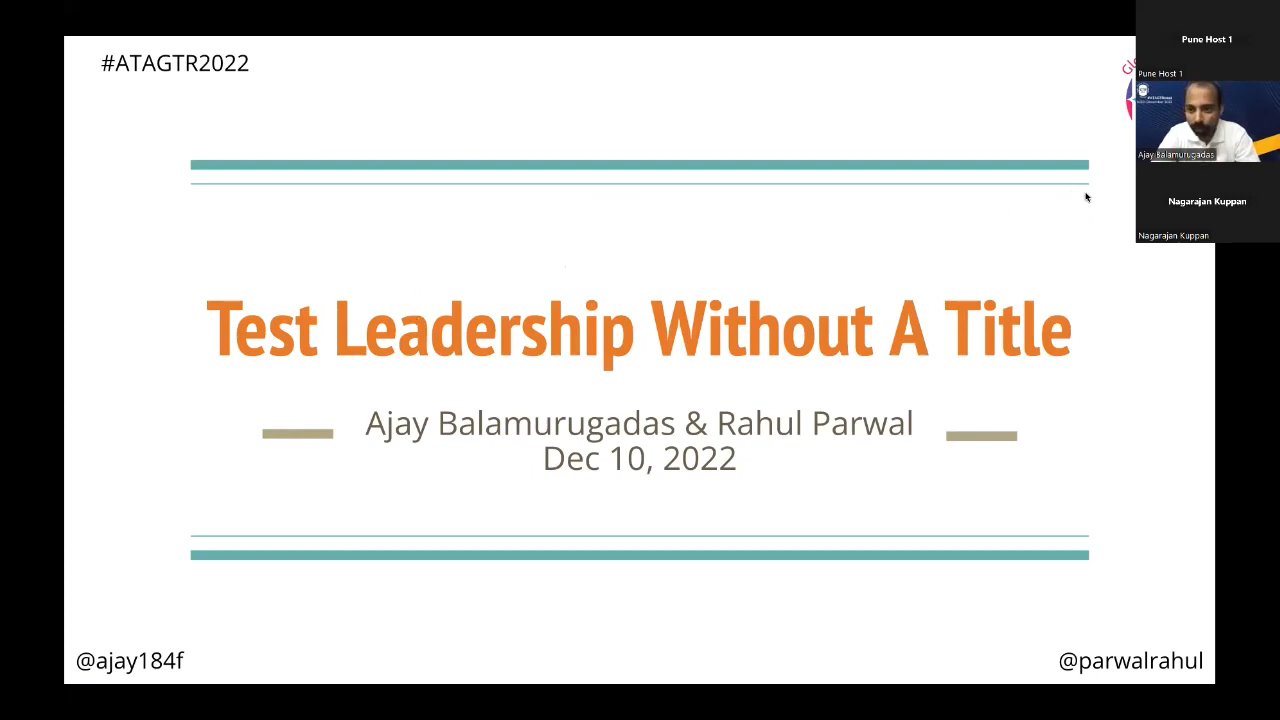 #ATAGTR2022
Pune Host 1
Pune Host 1
Ajay Balamurugadas
Nagarajan Kuppan
Nagarajan Kuppan
Test Leadership Without A Title
Ajay Balamurugadas & Rahul Parwal
Dec 10, 2022
@ajay184f
@parwalrahul